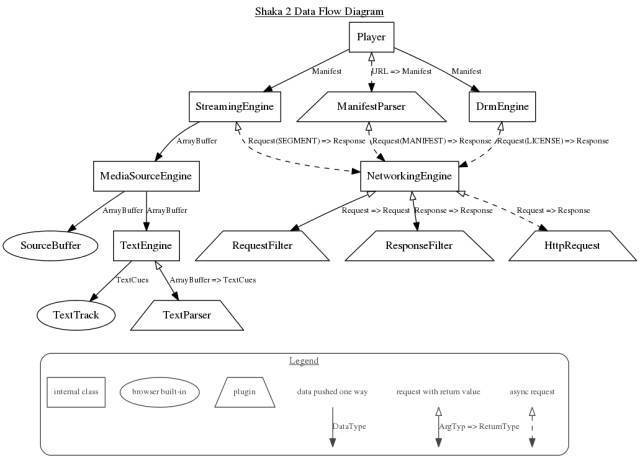 Shaka 2 Data Flow Diagram
Player
Manifest
URL => Manifest
Manifest
StreamingEngine
ManifestParser
DrmEngine
ArrayBuffer
Request(SEGMENT) => Response
Request(MANIFEST) => Response
Request(LICENSE) => Response
MediaSourceEngine
NetworkingEngine
ArrayBuffer
ArrayBuffer
Request => Request
Response => Response
Request => Response
SourceBuffer
TextEngine
RequestFilter
ResponseFilter
HttpRequest
TextCues
ArrayBuffer => TextCues
TextTrack
TextParser
Legend
internal class
browser built-in
plugin
data pushed one way
request with return value
async request
DataType
ArgTyp => ReturnType